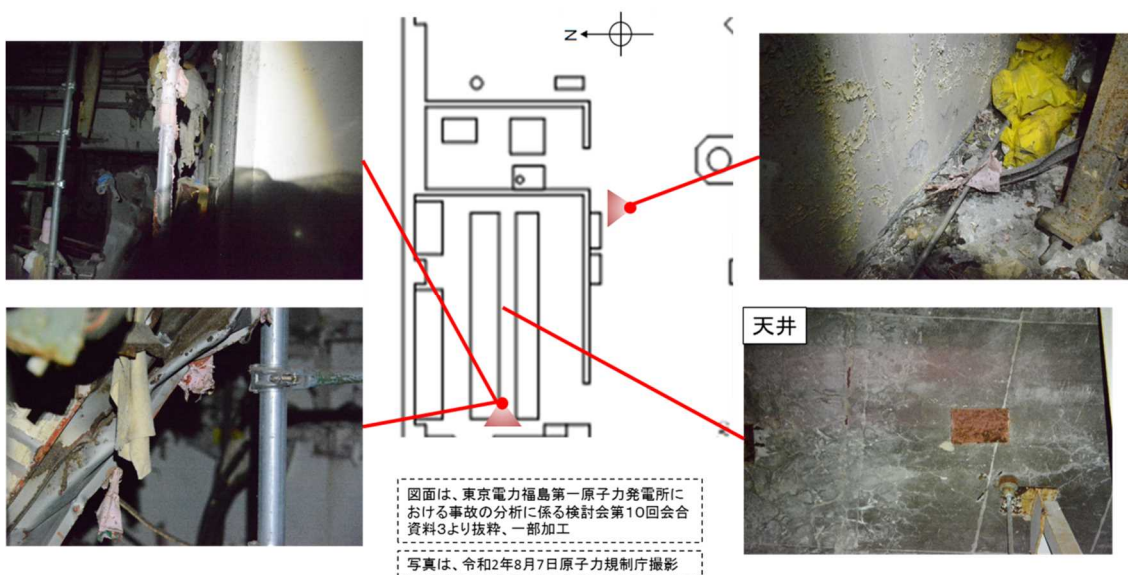 N
天井
図面は、東京電力福島第一原子力発電所に
おける事故の分析に係る検討会第10回会合
資料3より抜粋、一部加工
写真は、令和2年8月7日原子力規制庁撮影